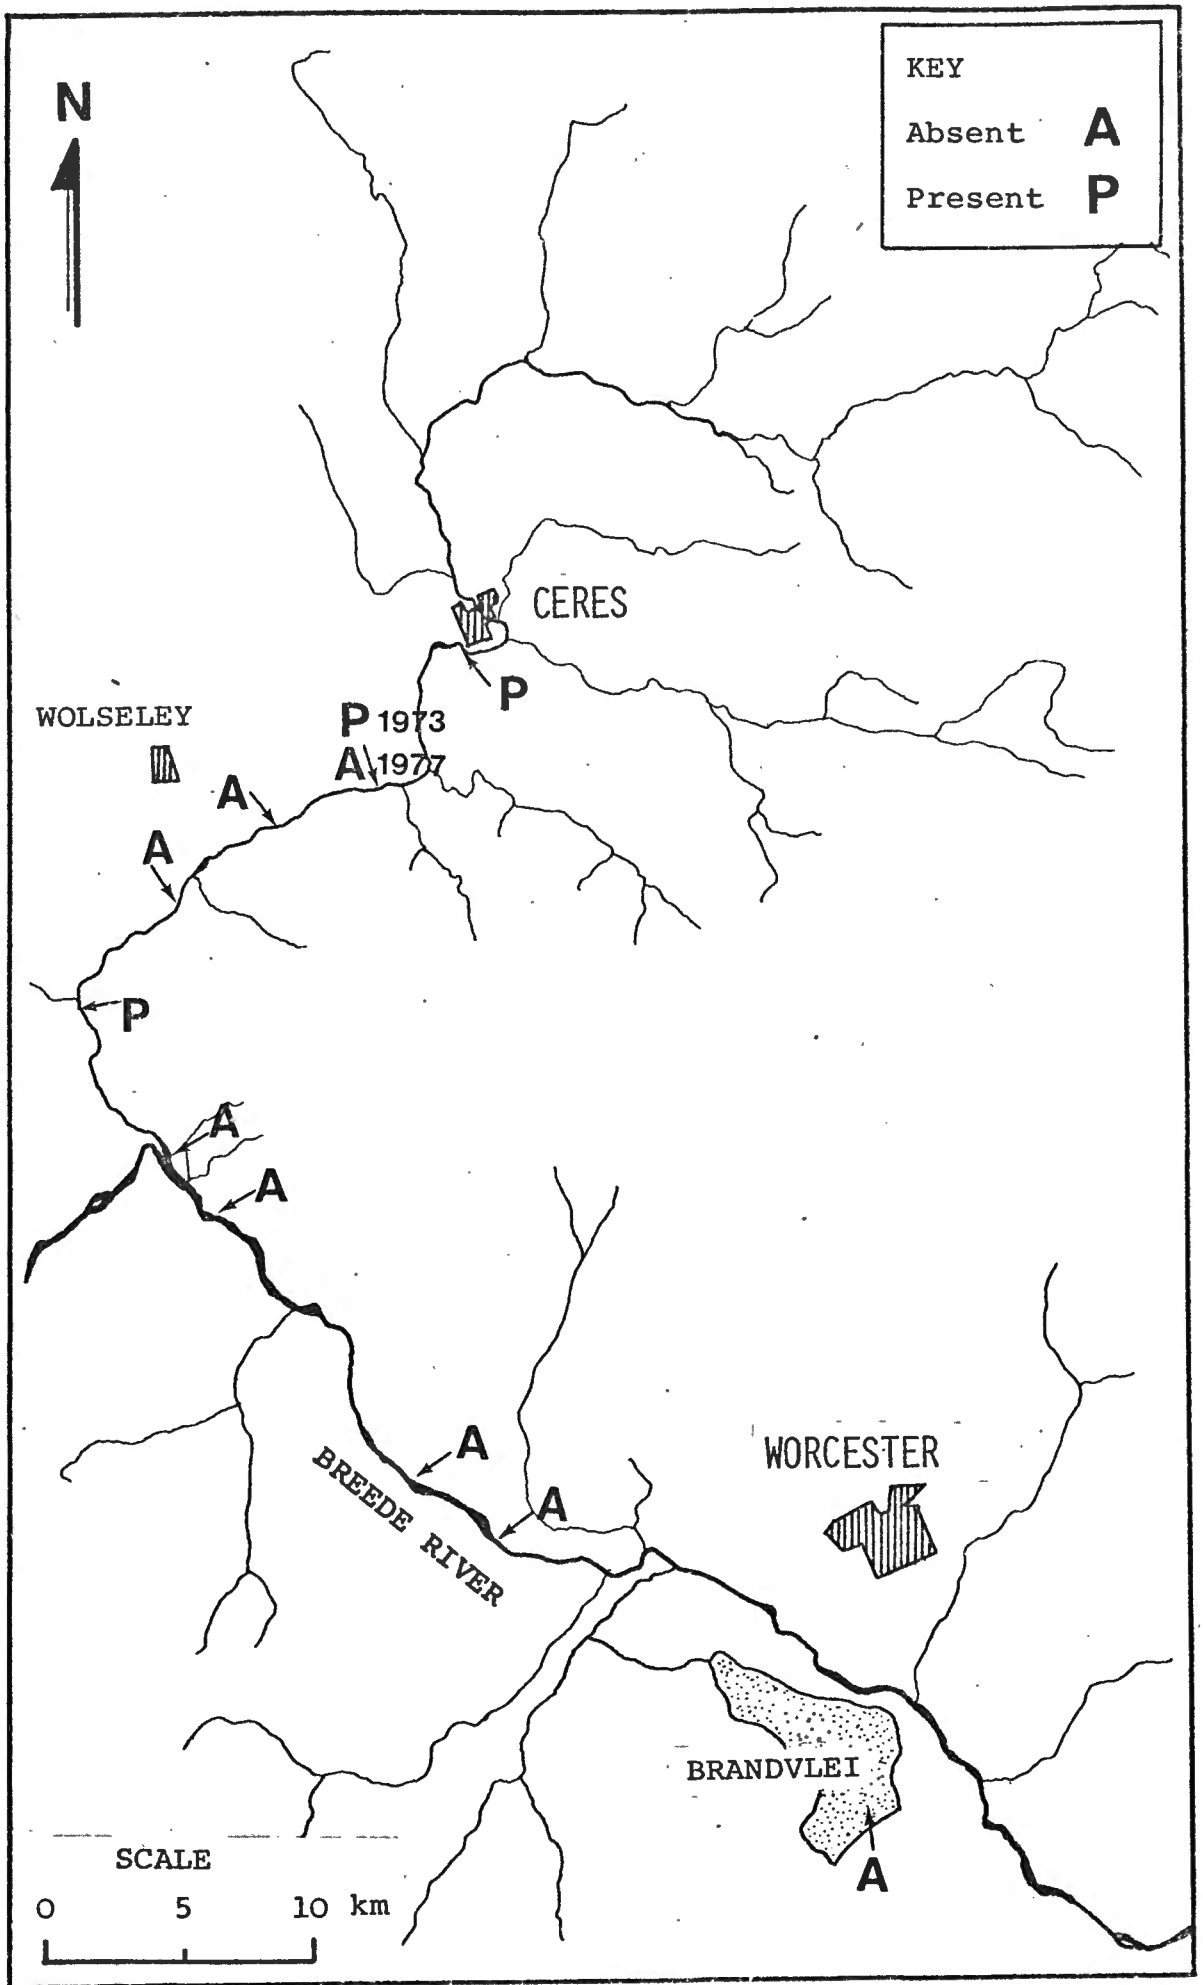 N
KEY
Absent A
Present P
CERES
P
WOLSELEY
P 1973
A 1977
A
A
P
A
A
A
A
BREEDE RIVER
WORCESTER
BRANDVLEI
A
SCALE
0 5 10 km